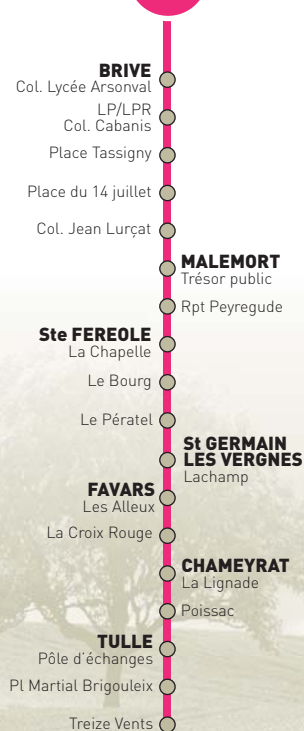 BRIVE
Col. Lycée Arsonval
LP/LPR
Col. Cabanis
Place Tassigny
Place du 14 juillet
Col. Jean Lurçat
MALEMORT
Trésor public
Rpt Peyregude
Ste FEREOLE
La Chapelle
Le Bourg
Le Pératel
St GERMAIN
LES VERGNES
Lachamp
FAVARS
Les Alleux
La Croix Rouge
CHAMEYRAT
La Lignade
Poissac
TULLE
Pôle d'échanges
Pl Martial Brigouleix
Treize Vents